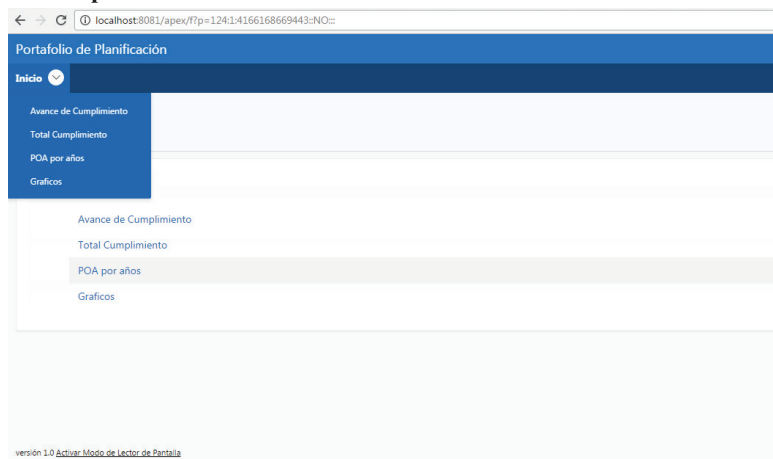 localhost:8081/apex/f?p=124:1:4166168669443::NO:::
Portafolio de Planificación
Inicio
Avance de Cumplimiento
Total Cumplimiento
POA por años
Graficos
Avance de Cumplimiento
Total Cumplimiento
POA por años
Graficos
versión 1.0 Activar Modo de Lector de Pantalla